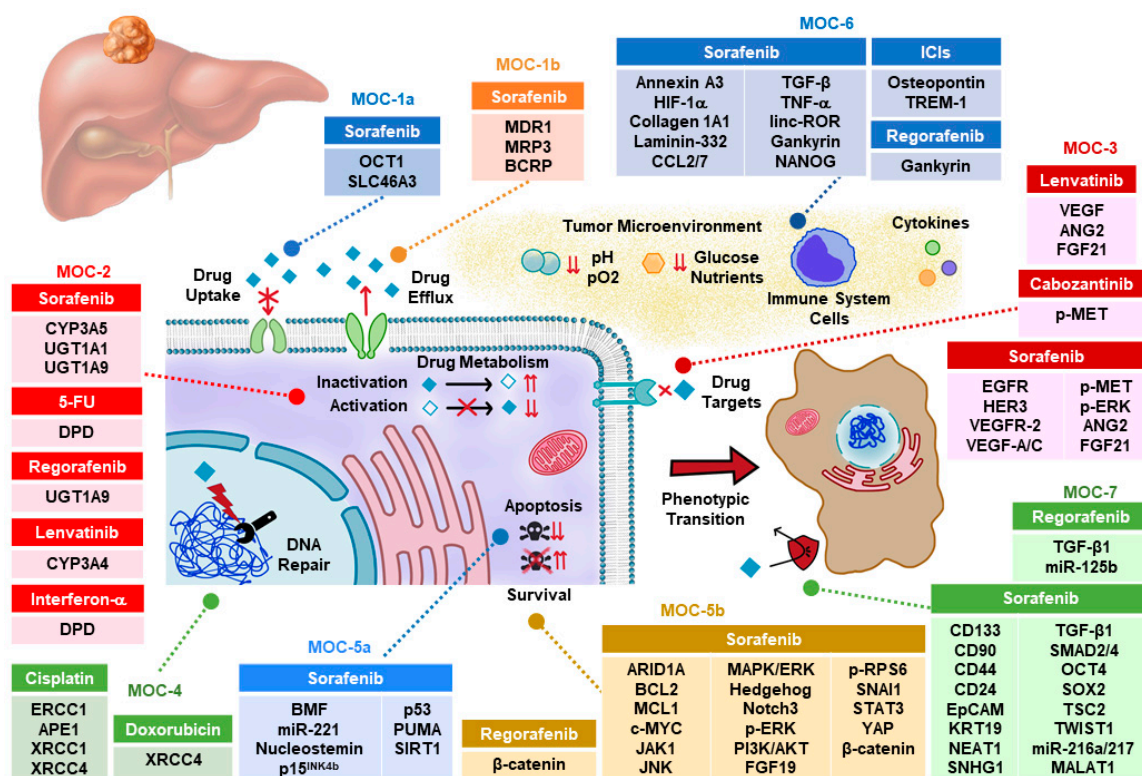 MOC-6
Sorafenib
Annexin A3
HIF-1α
Collagen 1A1
Laminin-332
CCL2/7
TGF-β
TNF-α
linc-ROR
Gankyrin
NANOG
ICIs
Osteopontin
TREM-1
Regorafenib
Gankyrin
MOC-1b
Sorafenib
MDR1
MRP3
BCRP
MOC-1a
Sorafenib
OCT1
SLC46A3
MOC-3
Lenvatinib
VEGF
ANG2
FGF21
Cabozantinib
p-MET
Sorafenib
EGFR
HER3
VEGFR-2
VEGF-A/C
p-MET
p-ERK
ANG2
FGF21
Tumor Microenvironment
pH
pO2
Glucose
Nutrients
Immune System
Cells
Cytokines
MOC-2
Sorafenib
CYP3A5
UGT1A1
UGT1A9
5-FU
DPD
Regorafenib
UGT1A9
Lenvatinib
CYP3A4
Interferon-α
DPD
Drug
Uptake
Drug
Efflux
Drug Metabolism
Inactivation
Activation
Drug
Targets
Phenotypic
Transition
DNA
Repair
Apoptosis
Survival
MOC-7
Regorafenib
TGF-β1
miR-125b
Sorafenib
CD133
CD90
CD44
CD24
EpCAM
KRT19
NEAT1
SNHG1
TGF-β1
SMAD2/4
OCT4
SOX2
TSC2
TWIST1
miR-216a/217
MALAT1
MOC-4
Cisplatin
ERCC1
APE1
XRCC1
XRCC4
Doxorubicin
XRCC4
MOC-5a
Sorafenib
BMF
miR-221
Nucleostemin
p15INK4b
p53
PUMA
SIRT1
MOC-5b
Regorafenib
β-catenin
Sorafenib
ARID1A
BCL2
MCL1
c-MYC
JAK1
JNK
MAPK/ERK
Hedgehog
Notch3
p-ERK
PI3K/AKT
FGF19
p-RPS6
SNAI1
STAT3
YAP
β-catenin